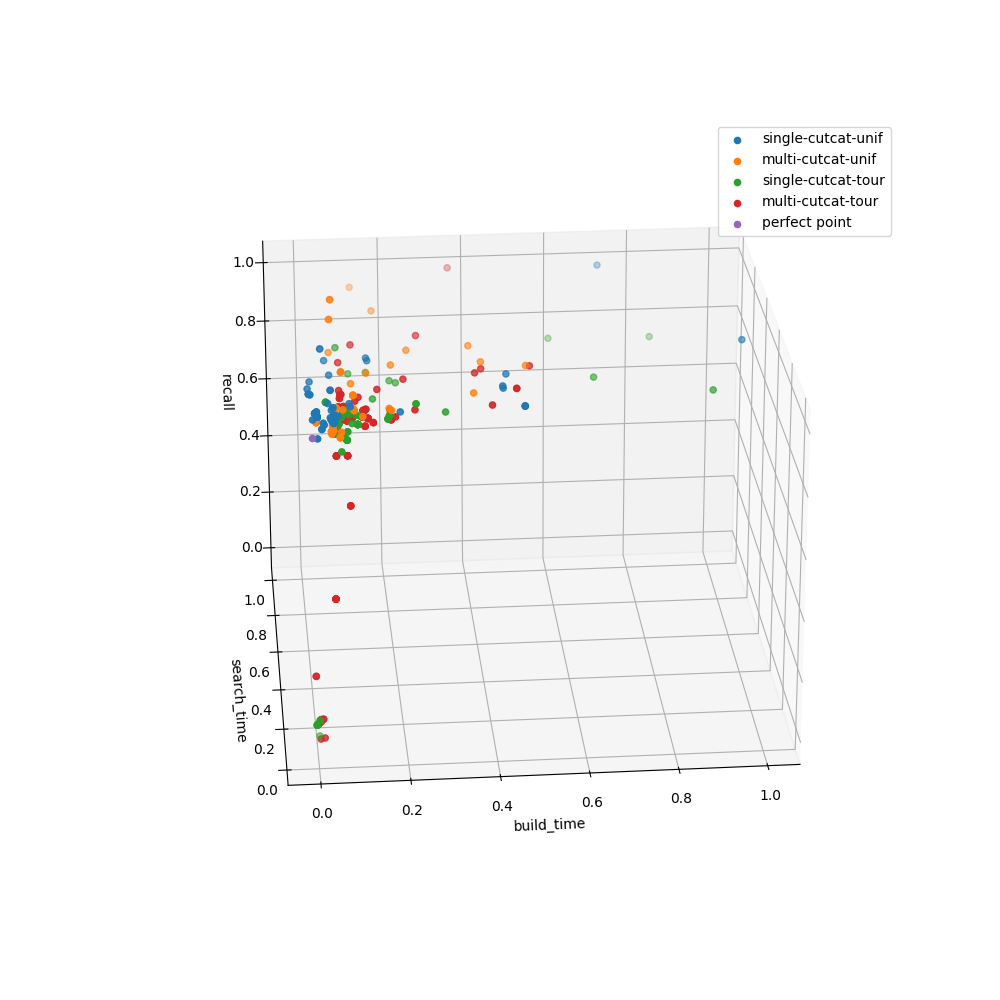 single-cutcat-unif
multi-cutcat-unif
single-cutcat-tour
multi-cutcat-tour
perfect point
1.0
0.8
0.6
0.4
0.2
0.0
recall
1.0
0.8
0.6
0.4
0.2
0.0
search_time
0.0
0.2
0.4
0.6
0.8
1.0
build_time